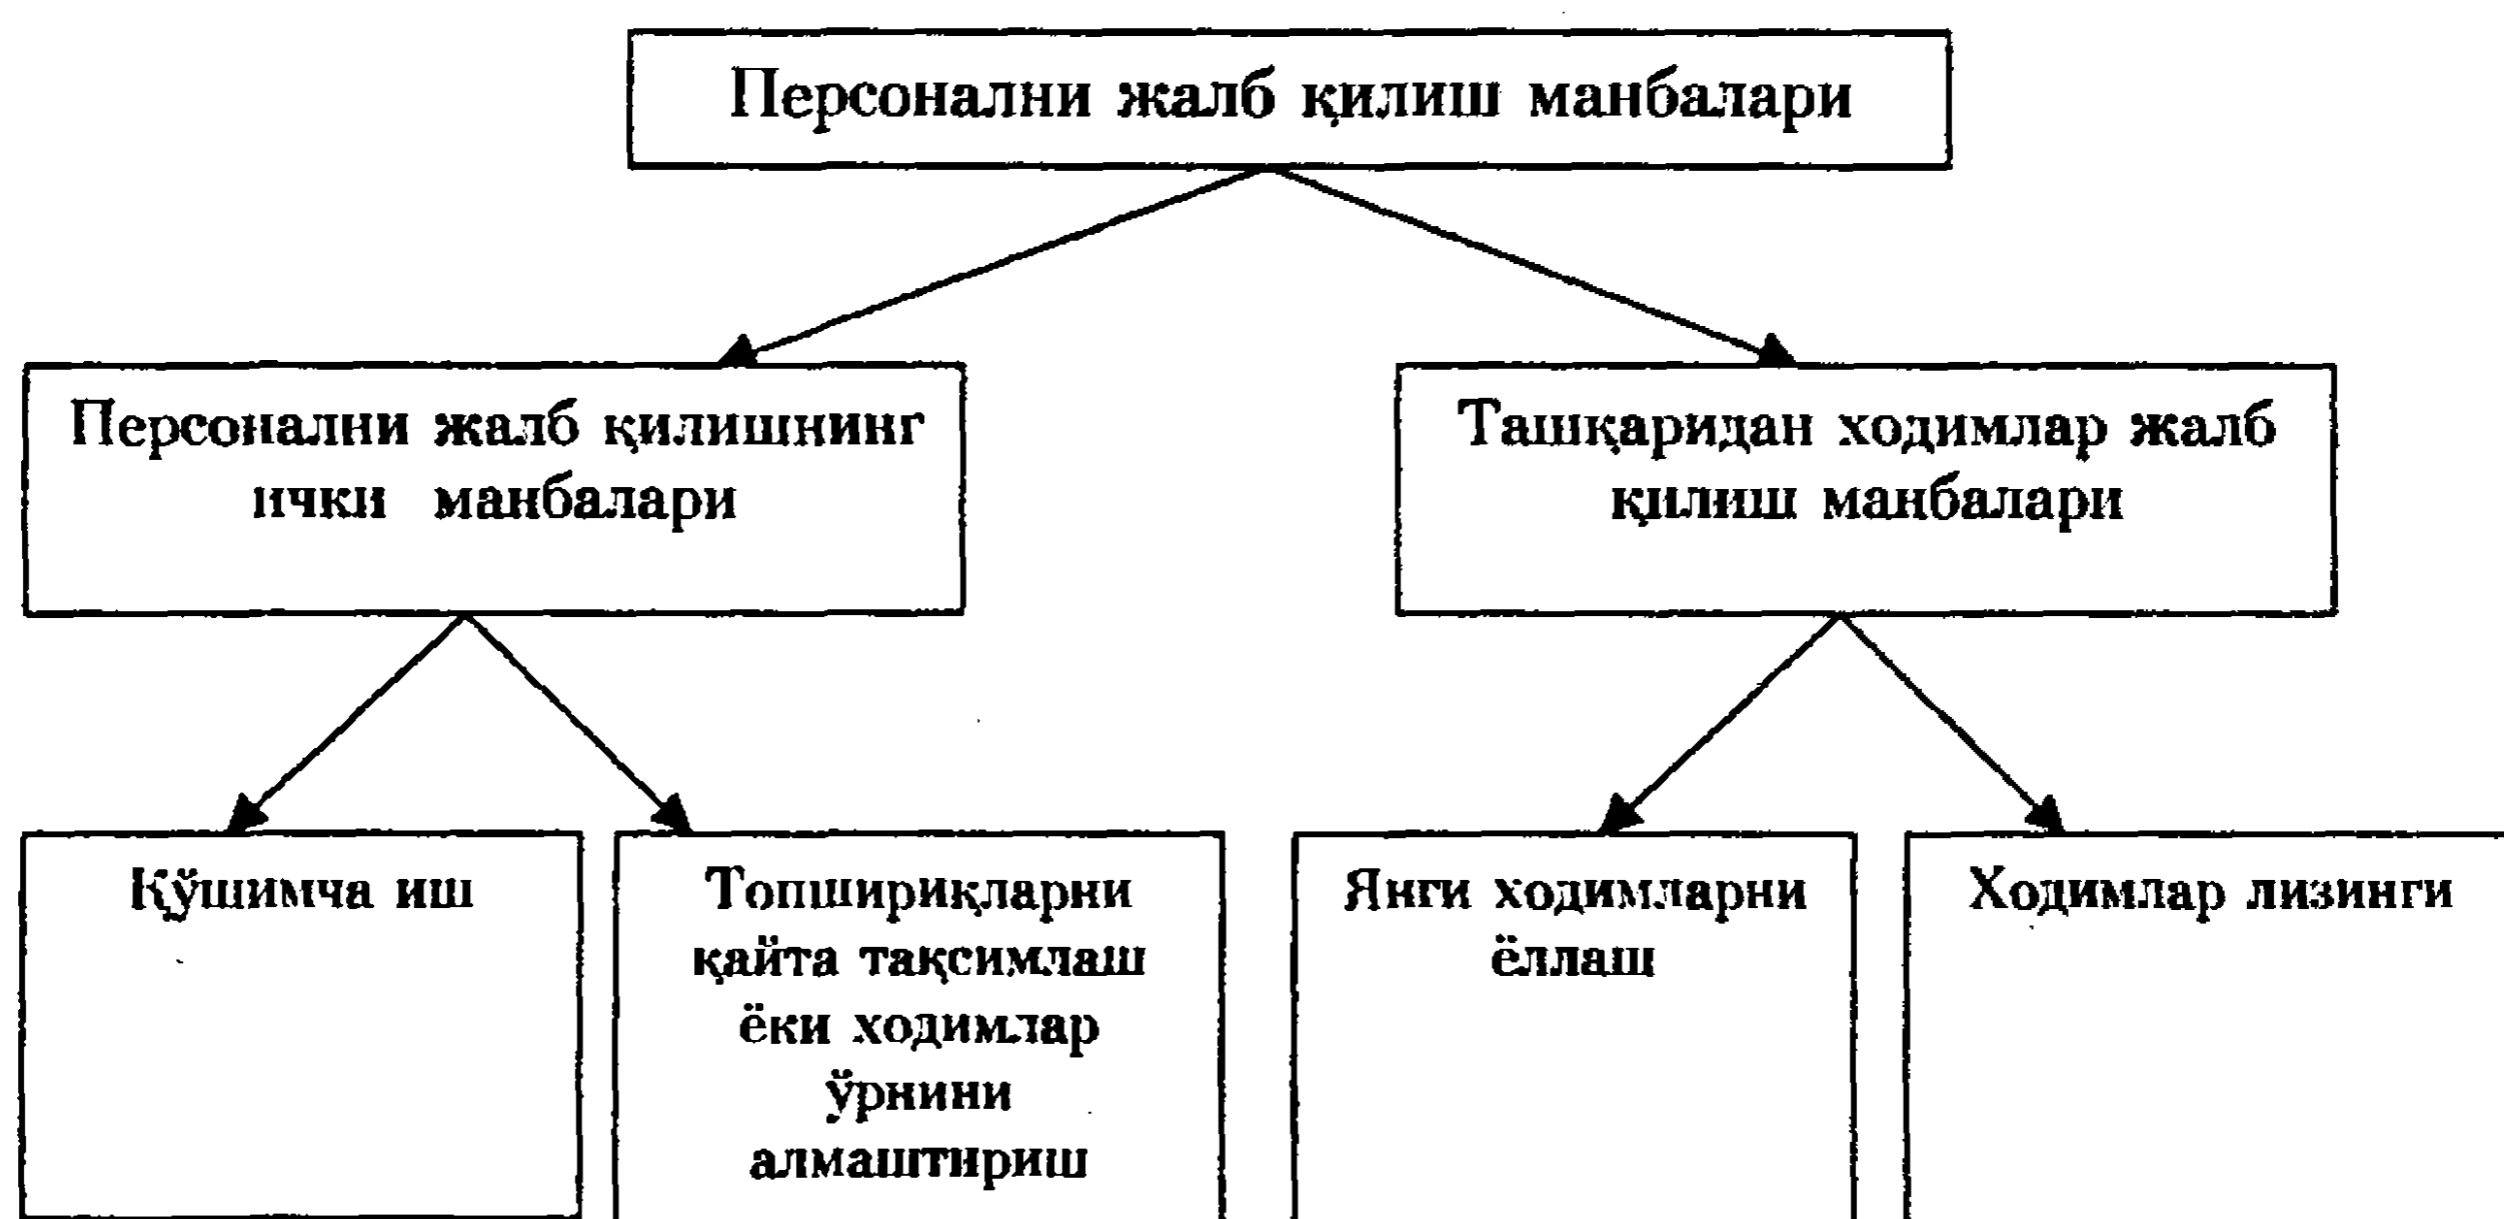 Персонални жалб қилиш манбалари
Персонални жалб қилишнинг
ички манбалари
Ташқаридан ходимлар жалб
қилиш манбалари
Қўшимча иш
Топшириқларни
қайта тақсимлаш
ёки ходимлар
ўрнини
алмаштириш
Янги ходимларни
ёллаш
Ходимлар лизинги